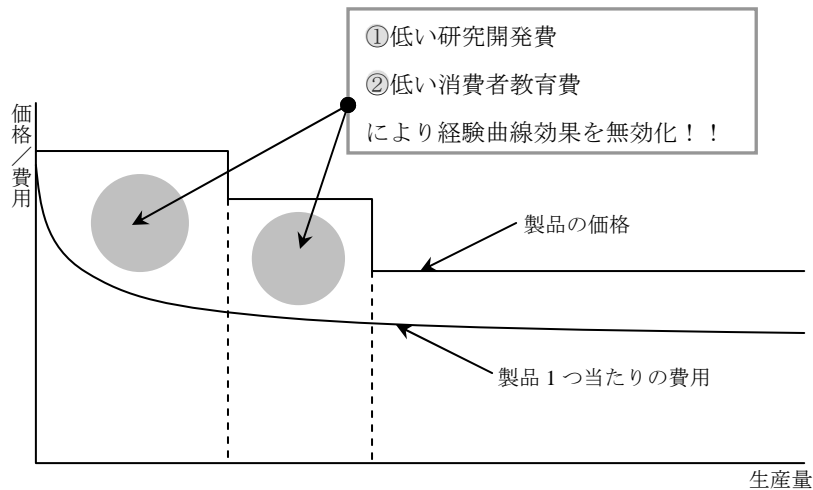 ①低い研究開発費
②低い消費者教育費
により経験曲線効果を無効化！！
価格／費用
製品の価格
製品1つ当たりの費用
生産量